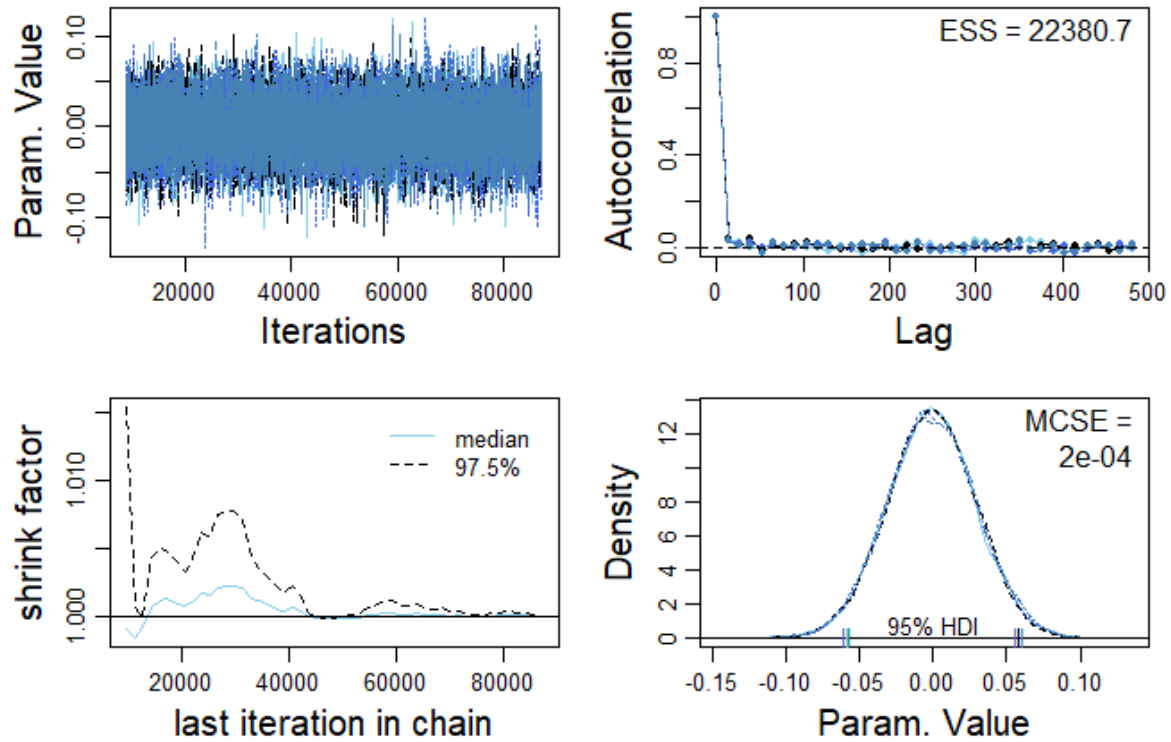 Param. Value
0.10
0.00
-0.10
20000 40000 60000 80000
Iterations
ESS = 22380.7
Autocorrelation
0.8
0.4
0.0
0 100 200 300 400 500
Lag
shrink factor
1.010
1.000
median
97.5%
20000 40000 60000 80000
last iteration in chain
MCSE =
2e-04
Density
12
8
6
4
2
0
95% HDI
-0.15 -0.10 -0.05 0.00 0.05 0.10
Param. Value